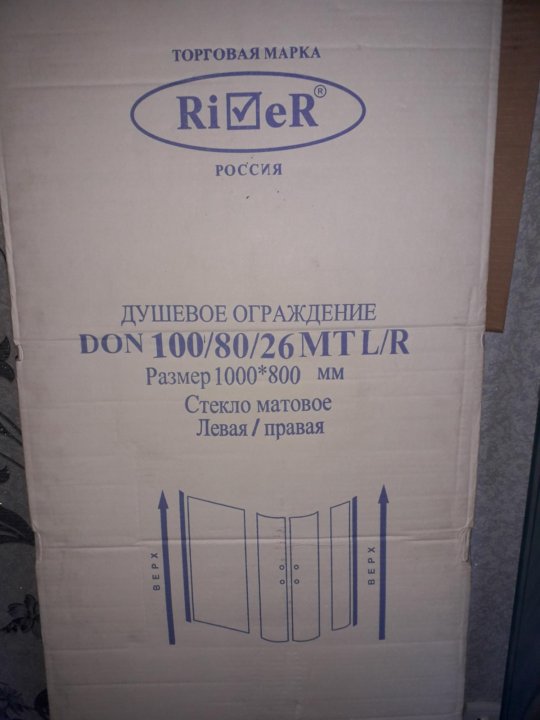 ТОРГОВАЯ МАРКА
RiVeR®
РОССИЯ
ДУШЕВОЕ ОГРАЖДЕНИЕ
DON 100/80/26 MT L/R
Размер 1000*800 мм
Стекло матовое
Левая / правая
ВЕРХ
ВЕРХ